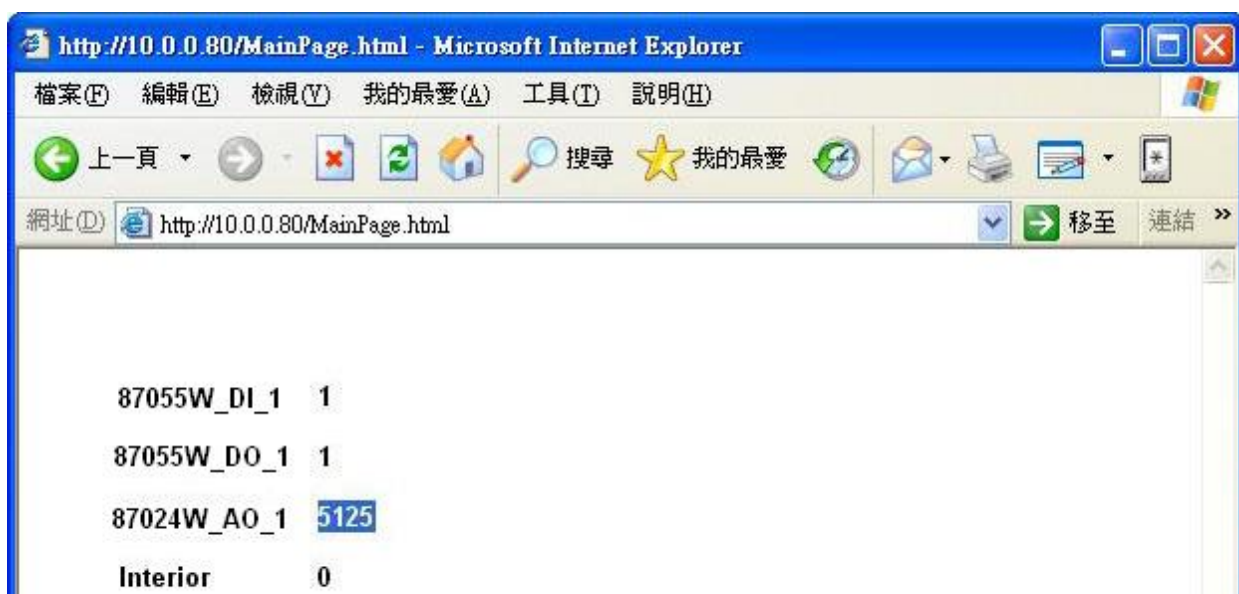 http://10.0.0.80/MainPage.html - Microsoft Internet Explorer
檔案(F) 編輯(E) 檢視(V) 我的最愛(A) 工具(T) 說明(H)
上一頁 搜尋 我的最愛
網址(D) http://10.0.0.80/MainPage.html 移至 連結 »
87055W_DI_1 1
87055W_DO_1 1
87024W_AO_1 5125
Interior 0